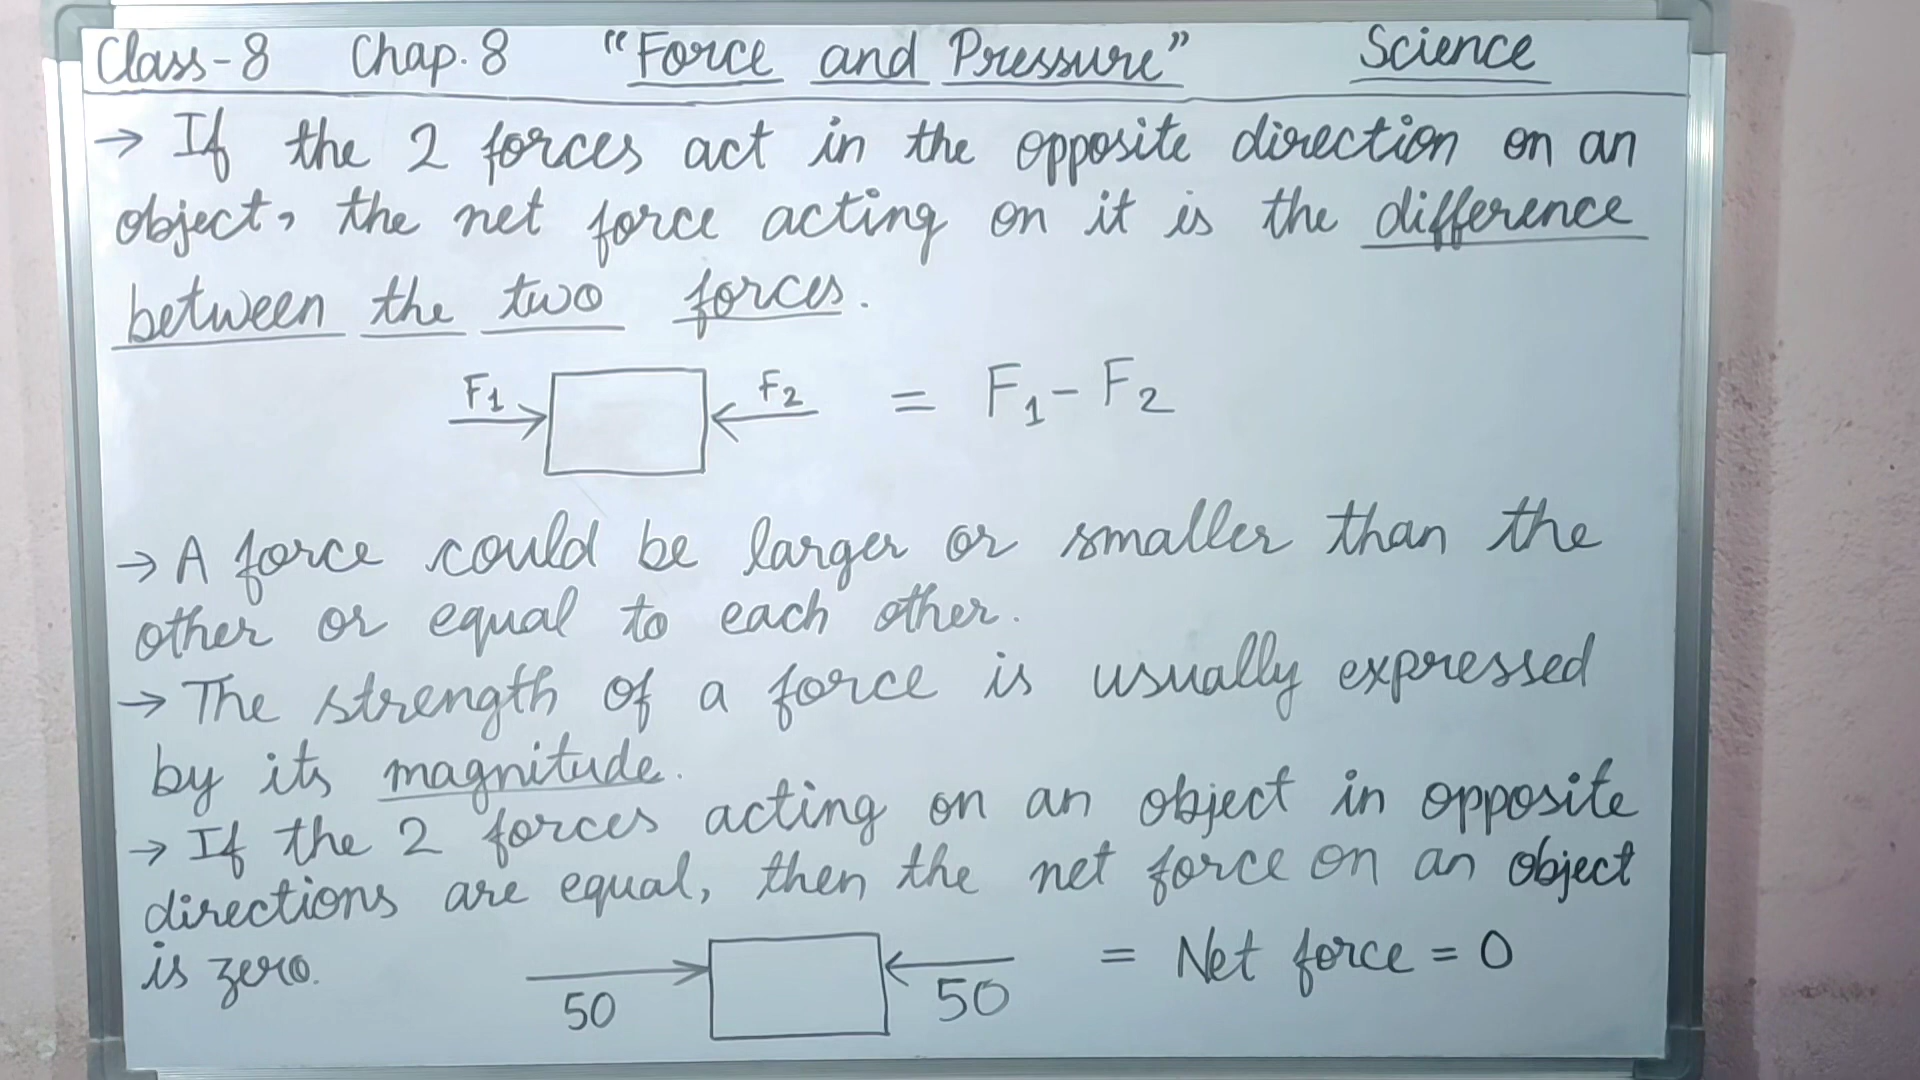 Class-8 Chap.8 "Force and Pressure" Science
→ If the 2 forces act in the opposite direction on an
object, the net force acting on it is the difference
between the two forces.
F1 F2 = F1 - F2
→ A force could be larger or smaller than the
other or equal to each other.
→ The strength of a force is usually expressed
by its magnitude.
→ If the 2 forces acting on an object in opposite
directions are equal, then the net force on an object
is zero.
50 50 = Net force = 0